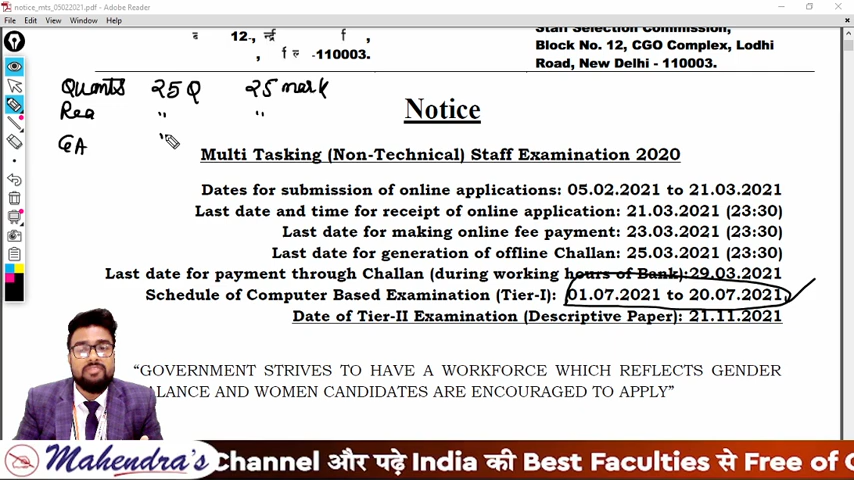 notice_mts_05022021.pdf - Adobe Reader
File Edit View Window Help
12-,
Staff Selection Commission,
-110003.
Block No. 12, CGO Complex, Lodhi
Road, New Delhi - 110003.
Quants 25 Q 25 mark
Rea " "
GA "
Notice
Multi Tasking (Non-Technical) Staff Examination 2020
Dates for submission of online applications: 05.02.2021 to 21.03.2021
Last date and time for receipt of online application: 21.03.2021 (23:30)
Last date for making online fee payment: 23.03.2021 (23:30)
Last date for generation of offline Challan: 25.03.2021 (23:30)
Last date for payment through Challan (during working hours of Bank):29.03.2021
Schedule of Computer Based Examination (Tier-I): 01.07.2021 to 20.07.2021
Date of Tier-II Examination (Descriptive Paper): 21.11.2021
“GOVERNMENT STRIVES TO HAVE A WORKFORCE WHICH REFLECTS GENDER
ALANCE AND WOMEN CANDIDATES ARE ENCOURAGED TO APPLY”
Mahendra's Channel और पढ़े India की Best Faculties से Free of